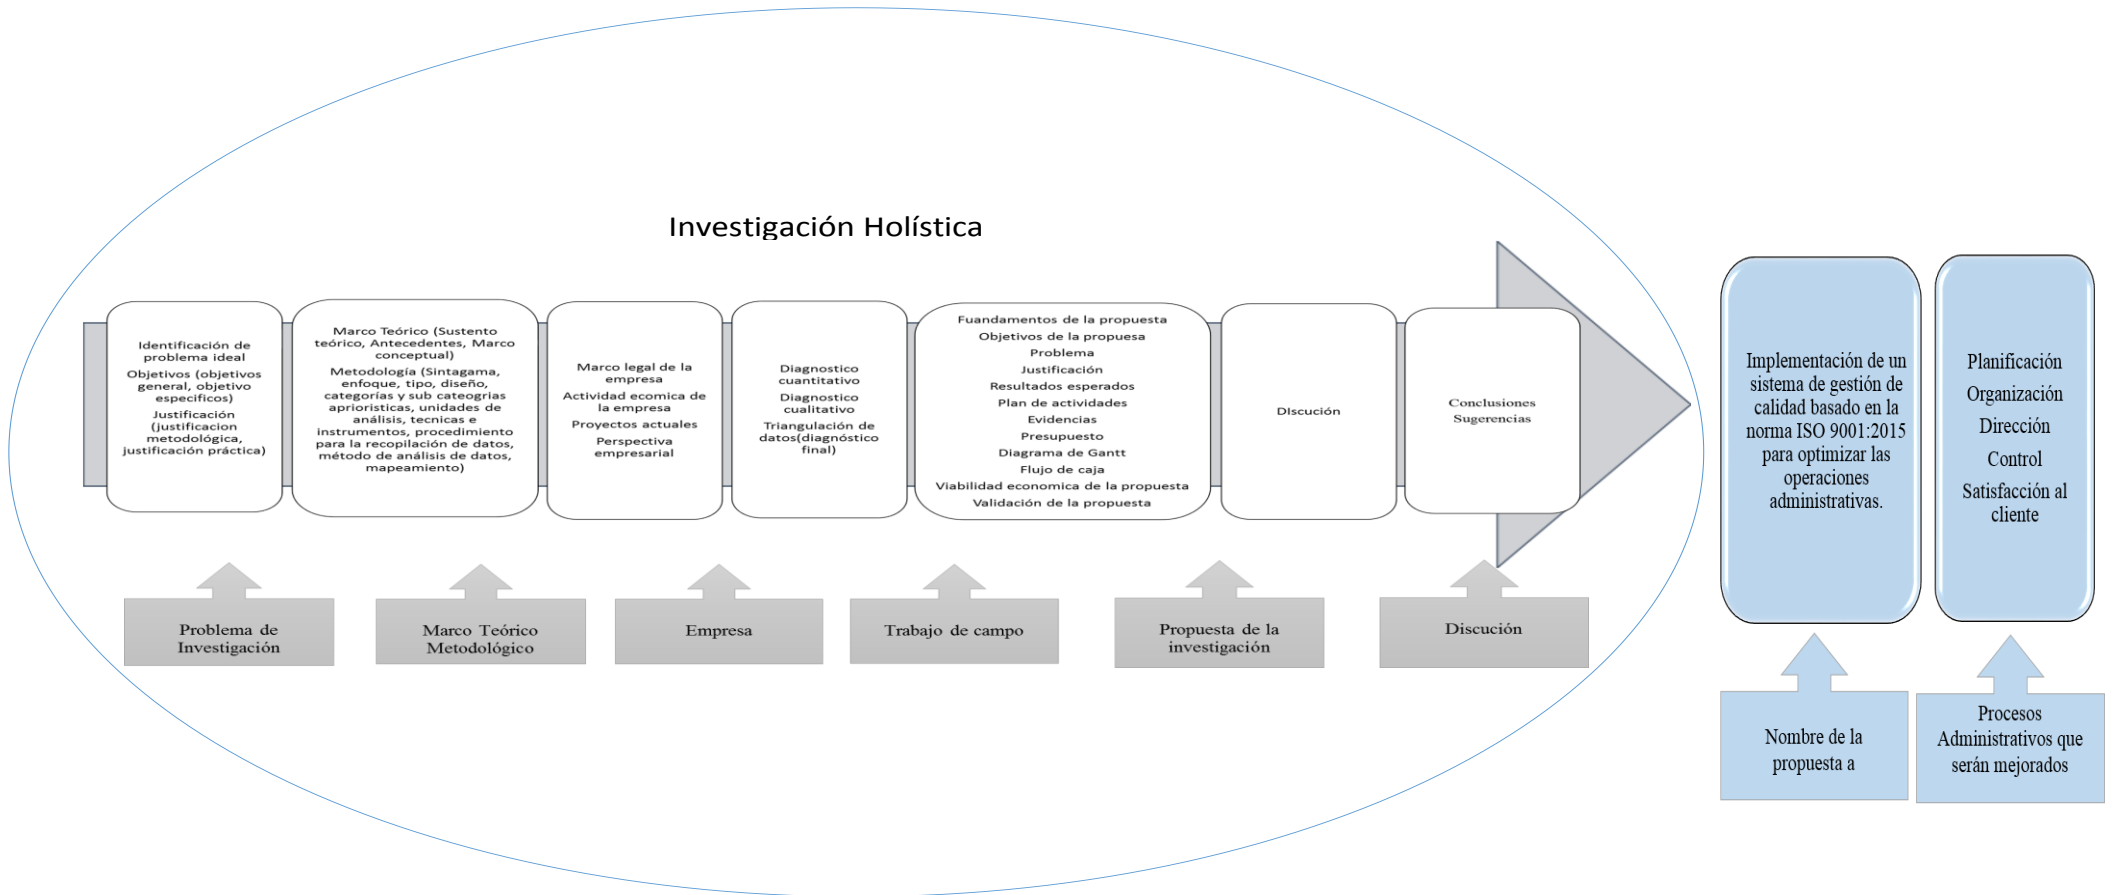 Investigación Holística
Identificación de
problema ideal
Objetivos (objetivos
general, objetivo
especificos)
Justificación
(justificacion
metodológica,
justificación práctica)
Marco Teórico (Sustento
teórico, Antecedentes, Marco
conceptual)
Metodología (Sintagama,
enfoque, tipo, diseño,
categorías y sub cateogrias
aprioristicas, unidades de
análisis, tecnicas e
instrumentos, procedimiento
para la recopilación de datos,
método de análisis de datos,
mapeamiento)
Marco legal de la
empresa
Actividad ecomica de
la empresa
Proyectos actuales
Perspectiva
empresarial
Diagnostico
cuantitativo
Diagnostico
cualitativo
Triangulación de
datos(diagnóstico
final)
Fuandamentos de la propuesta
Objetivos de la propuesa
Problema
Justificación
Resultados esperados
Plan de actividades
Evidencias
Presupuesto
Diagrama de Gantt
Flujo de caja
Viabilidad economica de la propuesta
Validación de la propuesta
DIscución
Conclusiones
Sugerencias
Implementación de un
sistema de gestión de
calidad basado en la
norma ISO 9001:2015
para optimizar las
operaciones
administrativas.
Planificación
Organización
Dirección
Control
Satisfacción al
cliente
Problema de
Investigación
Marco Teórico
Metodológico
Empresa
Trabajo de campo
Propuesta de la
investigación
Discución
Nombre de la
propuesta a
Procesos
Administrativos que
serán mejorados